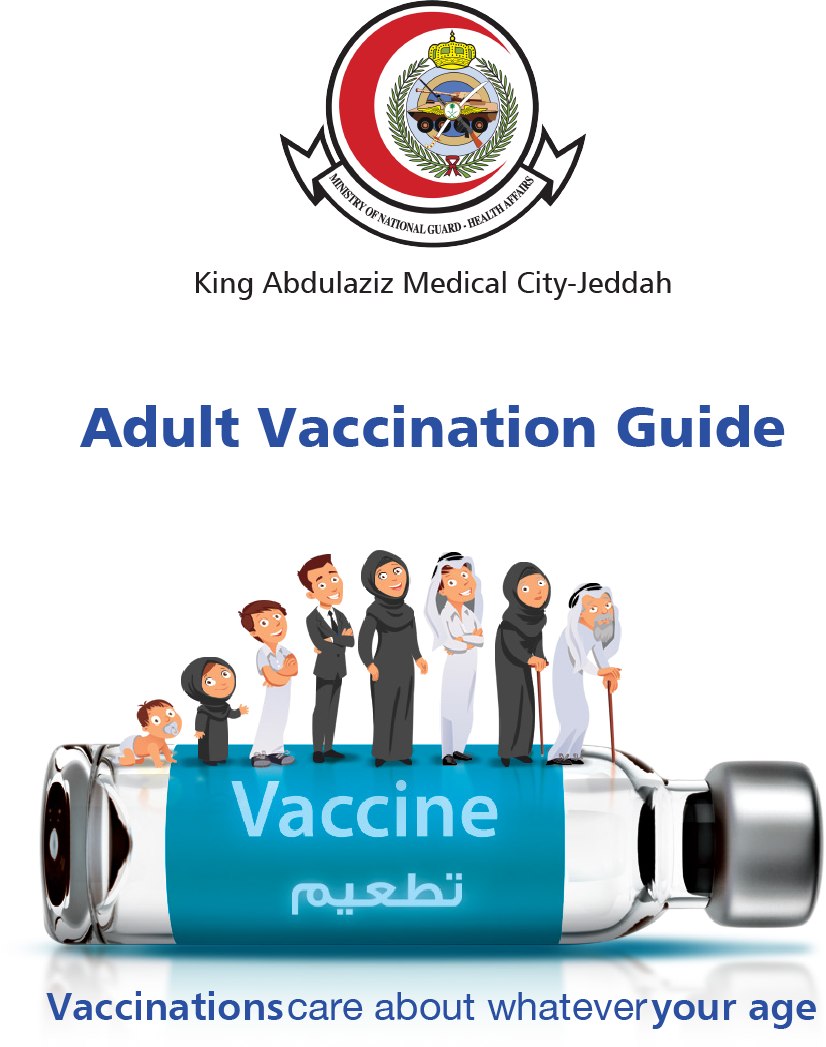 MINISTRY OF NATIONAL GUARD - HEALTH AFFAIRS
King Abdulaziz Medical City-Jeddah
Adult Vaccination Guide
Vaccine
تطعيم
Vaccinations care about whatever your age